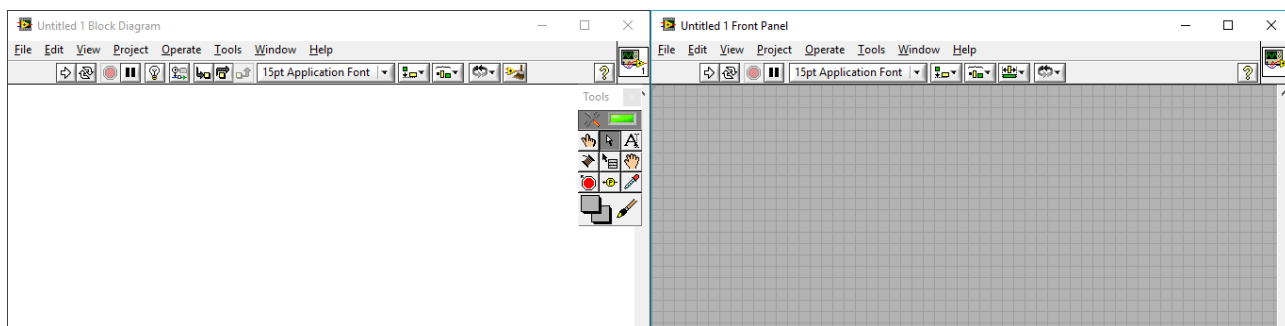 Untitled 1 Block Diagram
File Edit View Project Operate Tools Window Help
15pt Application Font
?
1
Tools
A
P
Untitled 1 Front Panel
File Edit View Project Operate Tools Window Help
15pt Application Font
?